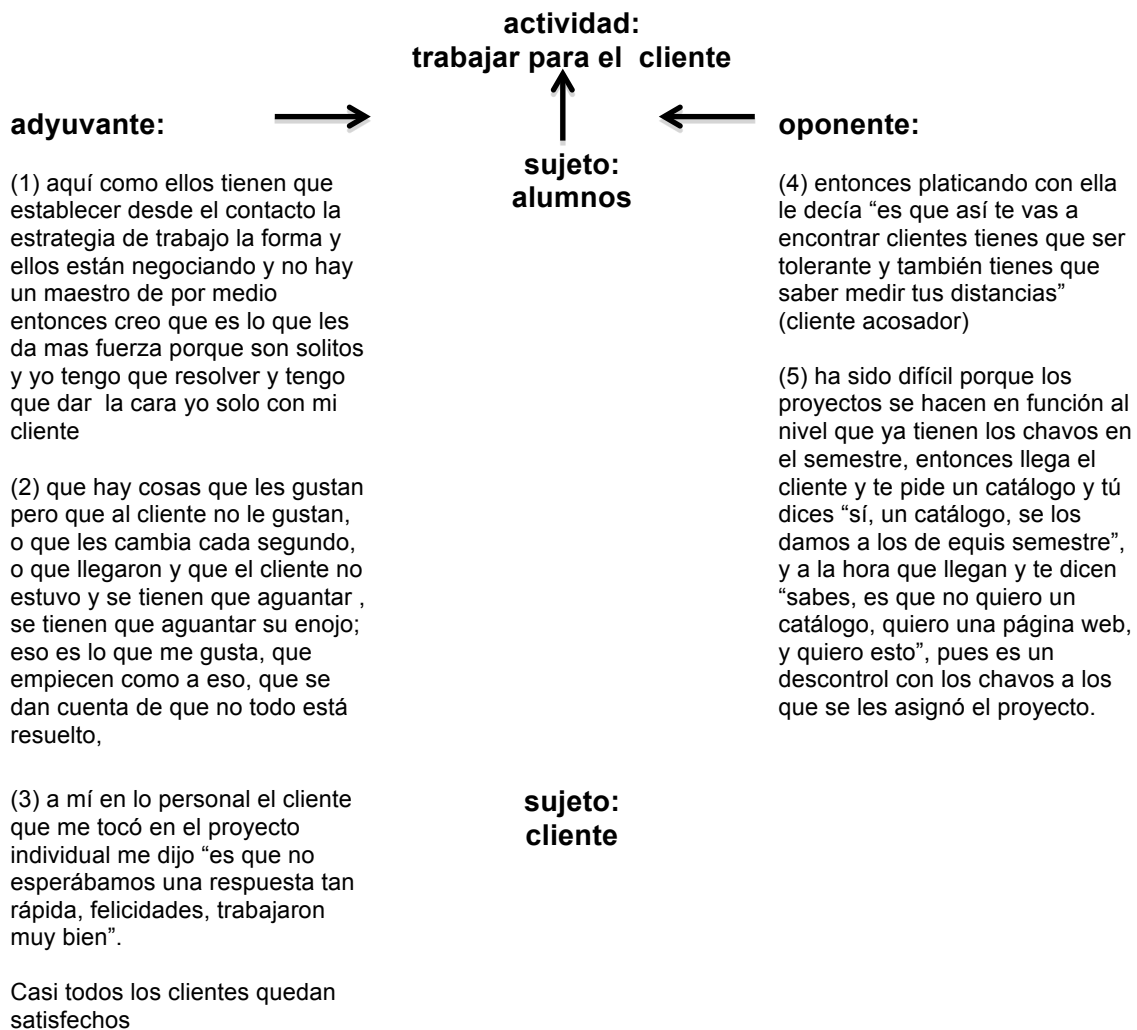 actividad:
trabajar para el cliente
adyuvante:
(1) aquí como ellos tienen que
establecer desde el contacto la
estrategia de trabajo la forma y
ellos están negociando y no hay
un maestro de por medio
entonces creo que es lo que les
da mas fuerza porque son solitos
y yo tengo que resolver y tengo
que dar la cara yo solo con mi
cliente
(2) que hay cosas que les gustan
pero que al cliente no le gustan,
o que les cambia cada segundo,
o que llegaron y que el cliente no
estuvo y se tienen que aguantar ,
se tienen que aguantar su enojo;
eso es lo que me gusta, que
empiecen como a eso, que se
dan cuenta de que no todo está
resuelto,
(3) a mí en lo personal el cliente
que me tocó en el proyecto
individual me dijo “es que no
esperábamos una respuesta tan
rápida, felicidades, trabajaron
muy bien”.
Casi todos los clientes quedan
satisfechos
sujeto:
alumnos
sujeto:
cliente
oponente:
(4) entonces platicando con ella
le decía “es que así te vas a
encontrar clientes tienes que ser
tolerante y también tienes que
saber medir tus distancias”
(cliente acosador)
(5) ha sido difícil porque los
proyectos se hacen en función al
nivel que ya tienen los chavos en
el semestre, entonces llega el
cliente y te pide un catálogo y tú
dices “sí, un catálogo, se los
damos a los de equis semestre”,
y a la hora que llegan y te dicen
“sabes, es que no quiero un
catálogo, quiero una página web,
y quiero esto”, pues es un
descontrol con los chavos a los
que se les asignó el proyecto.